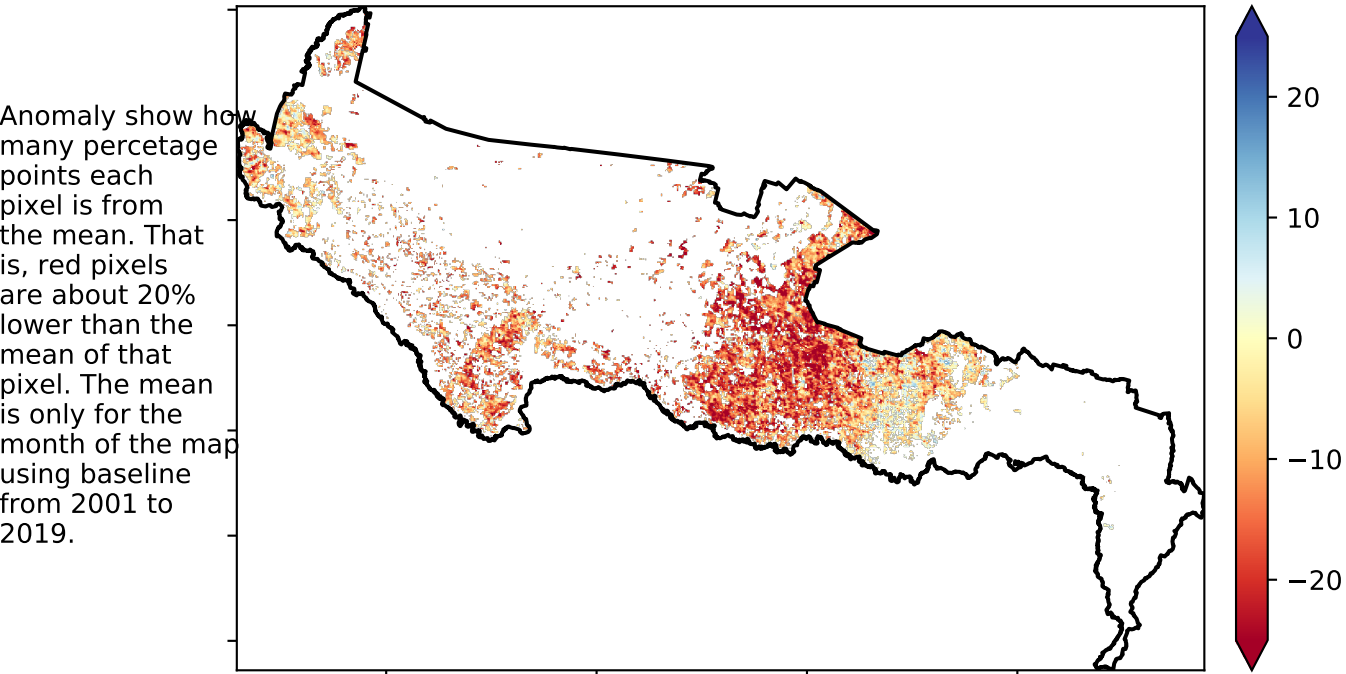 Anomaly show how
many percetage
points each
pixel is from
the mean. That
is, red pixels
are about 20%
lower than the
mean of that
pixel. The mean
is only for the
month of the map
using baseline
from 2001 to
2019.
20
10
0
−10
−20